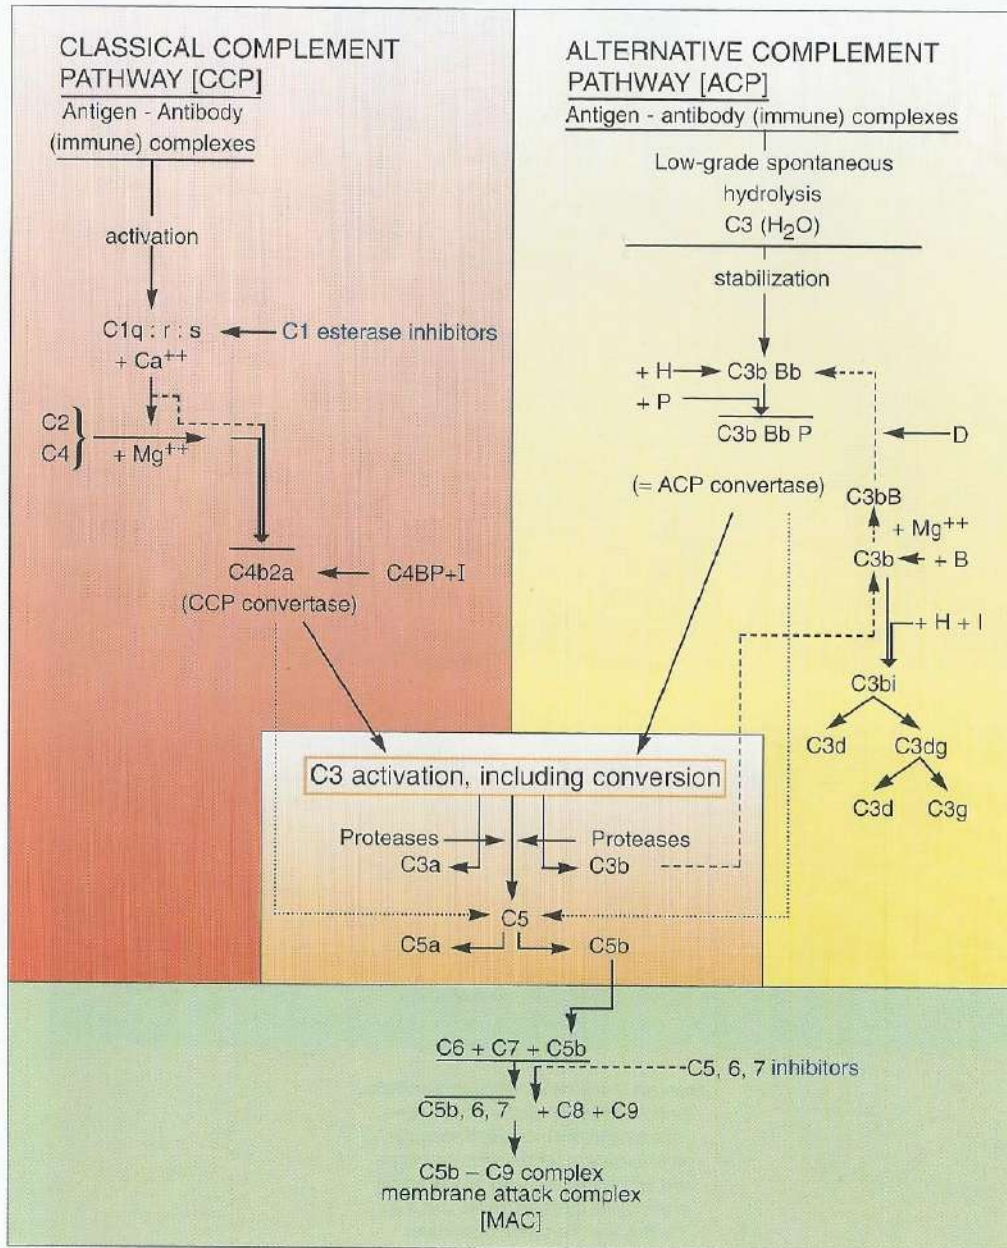 CLASSICAL COMPLEMENT
PATHWAY [CCP]
Antigen - Antibody
(immune) complexes
activation
C1q : r : s
C1 esterase inhibitors
+ Ca++
C2
C4
+ Mg++
C4b2a
C4BP+I
(CCP convertase)
ALTERNATIVE COMPLEMENT
PATHWAY [ACP]
Antigen - antibody (immune) complexes
Low-grade spontaneous
hydrolysis
C3 (H2O)
stabilization
+ H
C3b Bb
+ P
C3b Bb P
D
(= ACP convertase)
C3bB
+ Mg++
C3b
+ B
+ H + I
C3bi
C3d
C3dg
C3d
C3g
C3 activation, including conversion
Proteases
Proteases
C3a
C3b
C5
C5a
C5b
C6 + C7 + C5b
C5, 6, 7 inhibitors
C5b, 6, 7
+ C8 + C9
C5b – C9 complex
membrane attack complex
[MAC]